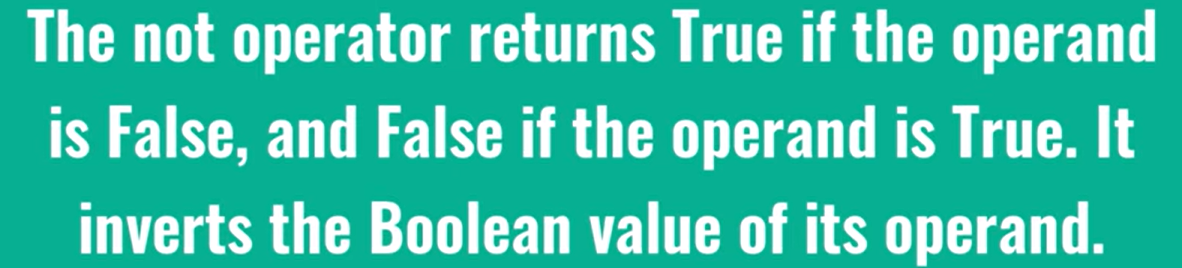 The not operator returns True if the operand
is False, and False if the operand is True. It
inverts the Boolean value of its operand.